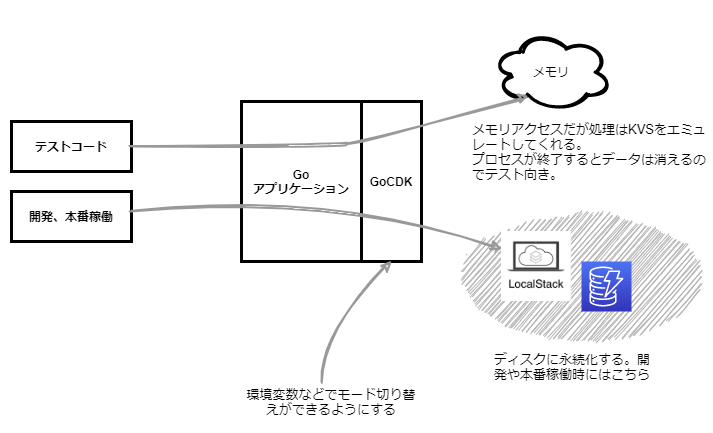 メモリ
メモリアクセスだが処理はKVSをエミュ
レートしてくれる。
プロセスが終了するとデータは消えるの
でテスト向き。
テストコード
Go
アプリケーション
GoCDK
開発、本番稼働
LocalStack
ディスクに永続化する。開
発や本番稼働時にはこちら
環境変数などでモード切り替
えができるようにする